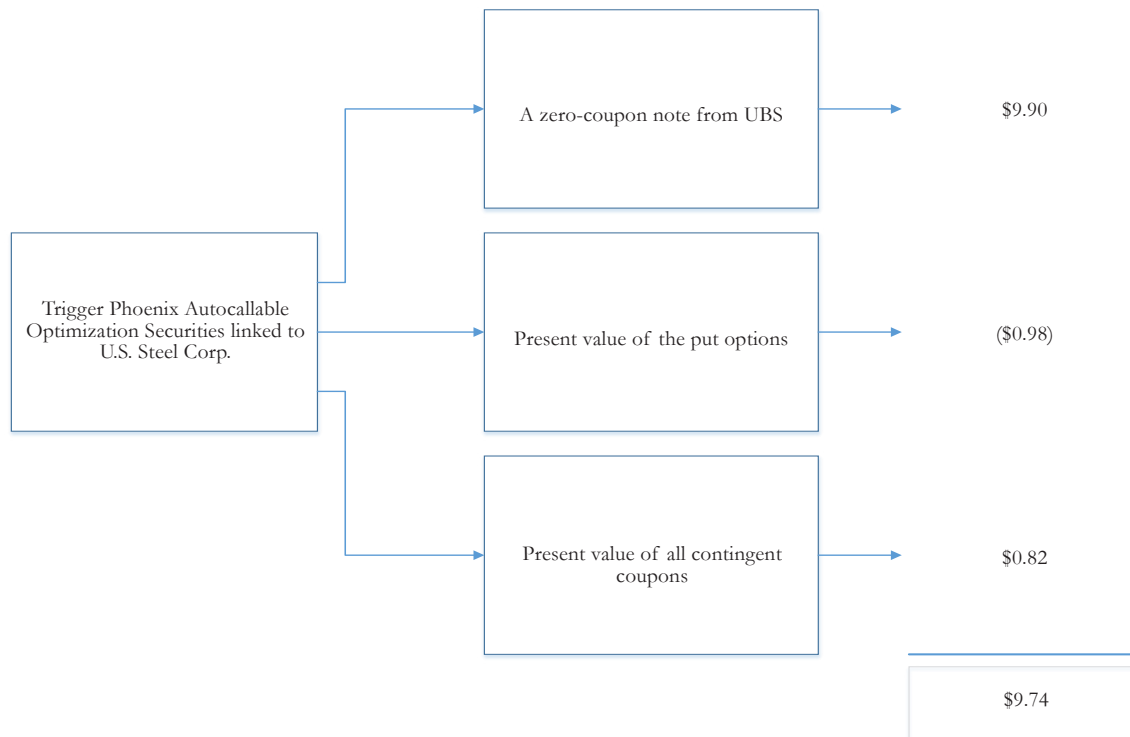 A zero-coupon note from UBS
$9.90
Trigger Phoenix Autocallable
Optimization Securities linked to
U.S. Steel Corp.
Present value of the put options
($0.98)
Present value of all contingent
coupons
$0.82
$9.74